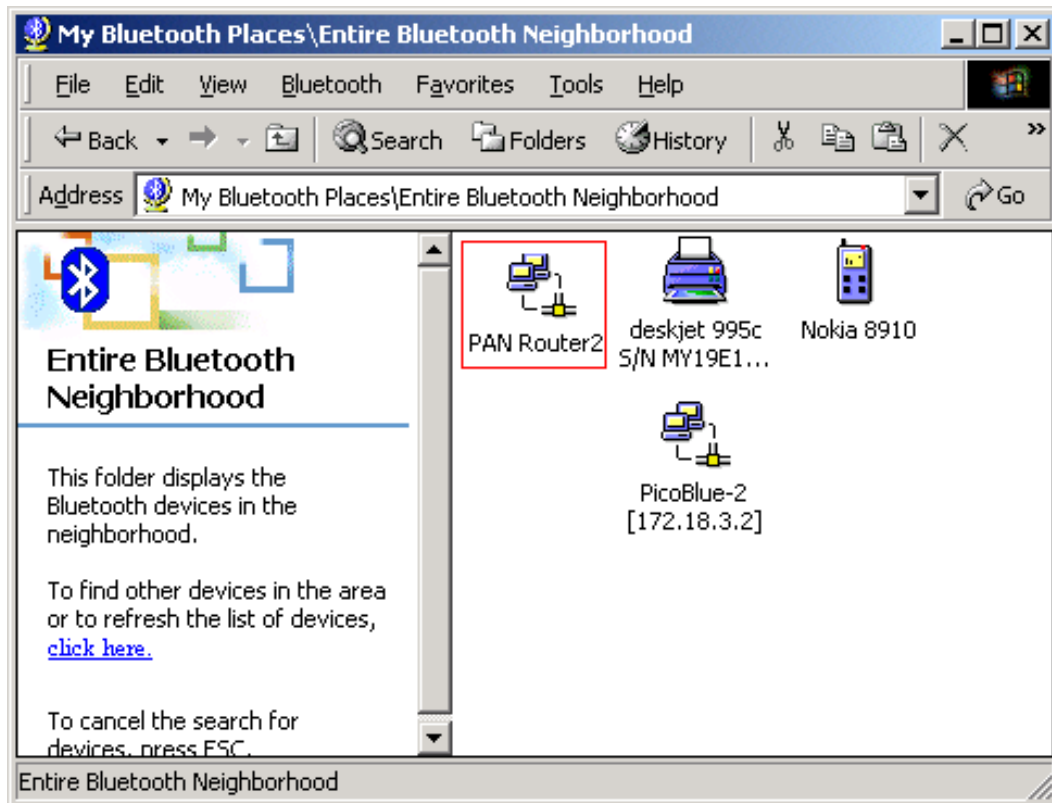 My Bluetooth Places\Entire Bluetooth Neighborhood
File Edit View Bluetooth Favorites Tools Help
Back Search Folders History »
Address My Bluetooth Places\Entire Bluetooth Neighborhood Go
Entire Bluetooth
Neighborhood
This folder displays the
Bluetooth devices in the
neighborhood.
To find other devices in the area
or to refresh the list of devices,
click here.
To cancel the search for
devices, press ESC.
PAN Router2
deskjet 995c
S/N MY19E1...
Nokia 8910
PicoBlue-2
[172.18.3.2]
Entire Bluetooth Neighborhood